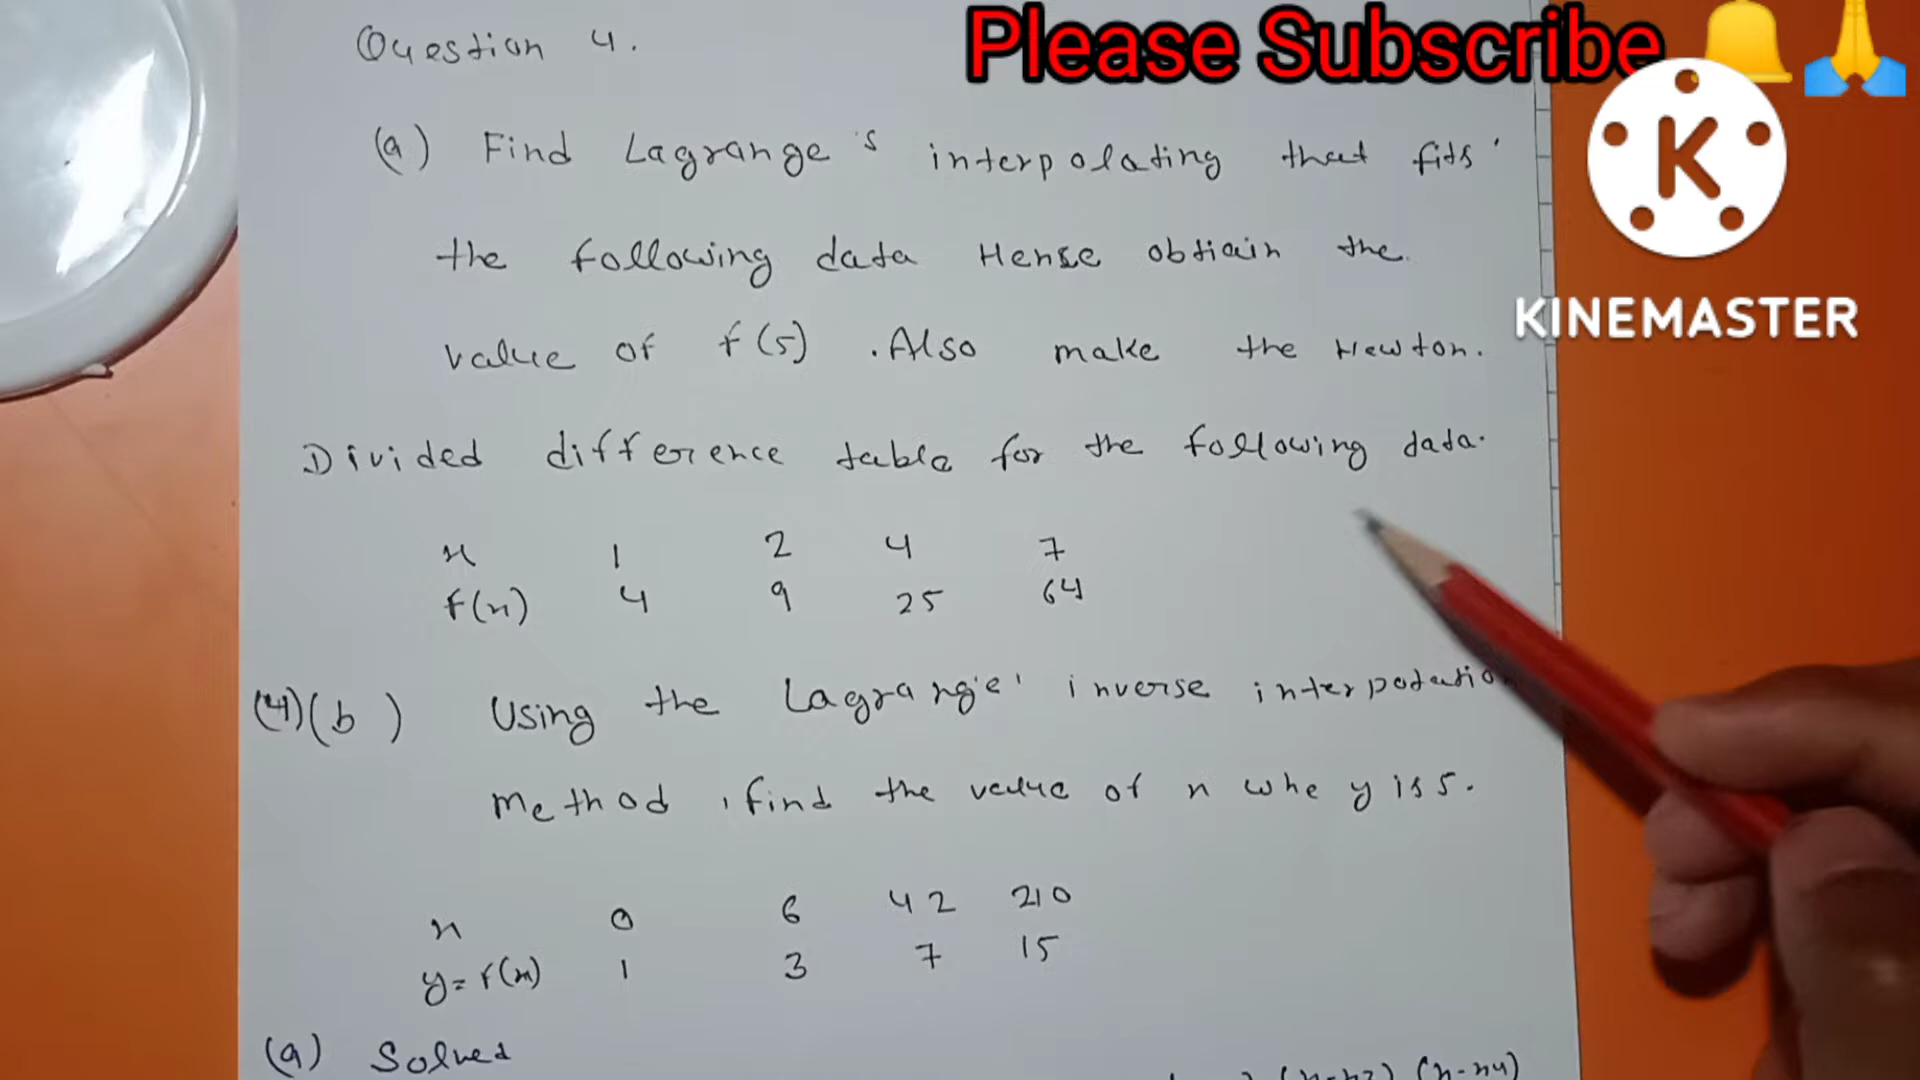 Please Subscribe
Question 4.
K
KINEMASTER
(a) Find Lagrange's interpolating that fits
the following data Hense obtiain the
value of f(5). Also make the Newton.
Divided difference table for the following data.
x 1 2 4 7
f(x) 4 9 25 64
(4)(b) Using the Lagrange' inverse interpolation
Method, find the value of x whe y is 5.
x 0 6 42 210
y=f(x) 1 3 7 15
(a) Solved